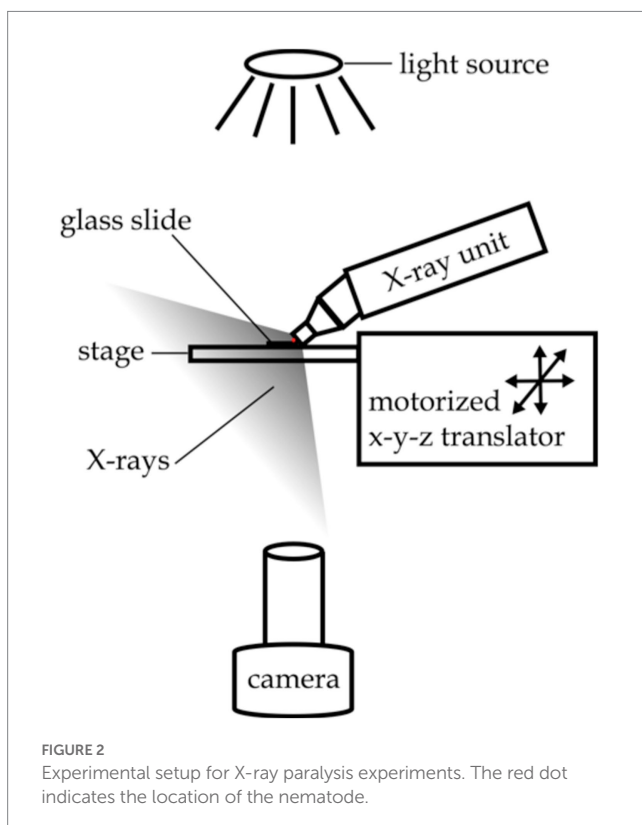 light source
glass slide
X-ray unit
stage
motorized
x-y-z translator
X-rays
camera
FIGURE 2
Experimental setup for X-ray paralysis experiments. The red dot
indicates the location of the nematode.